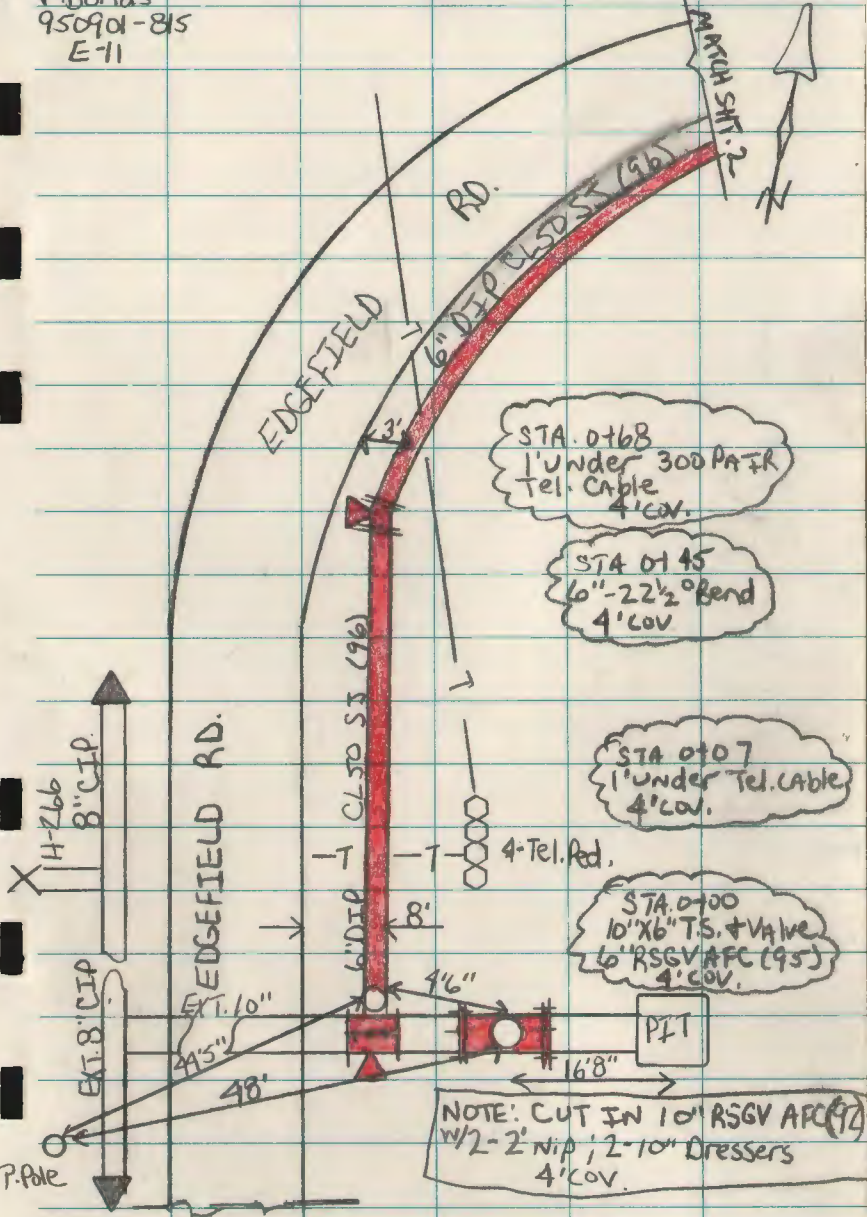 950901-815
E-11
MATCH SHT. 2
N
RD.
EDGEFIELD
6" DIP CL50 SJ (96)
T
3'
STA. 0+68
1' under 300 PAIR
Tel. Cable
4' COV.
STA 0+45
6"-22½° Bend
4' COV
T
6" DIP CL50 SJ (96)
EDGEFIELD RD.
8" C.I.P.
H-266
STA 0+07
1' under Tel. Cable
4' COV.
-T -T- 4-Tel. Ped.
8'
STA. 0+00
10"X6" T.S. + Valve
6" RSGV AFC (95)
4' COV.
4'6"
EXT. 8" CIP
EXT. 10"
44'5"
48'
PIT
16'8"
P.Pole
NOTE: CUT IN 10" RSGV AFC (92)
W/2-2' Nip; 2-10" Dressers
4' COV.